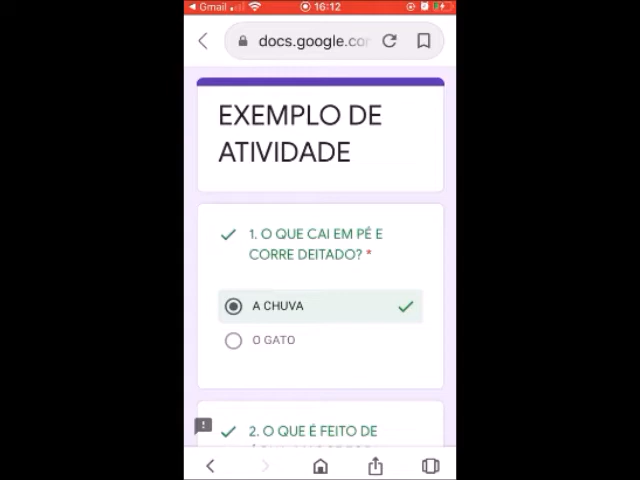 Gmail 16:12
docs.google.co
EXEMPLO DE
ATIVIDADE
1. O QUE CAI EM PÉ E
CORRE DEITADO? *
A CHUVA
O GATO
2. O QUE É FEITO DE